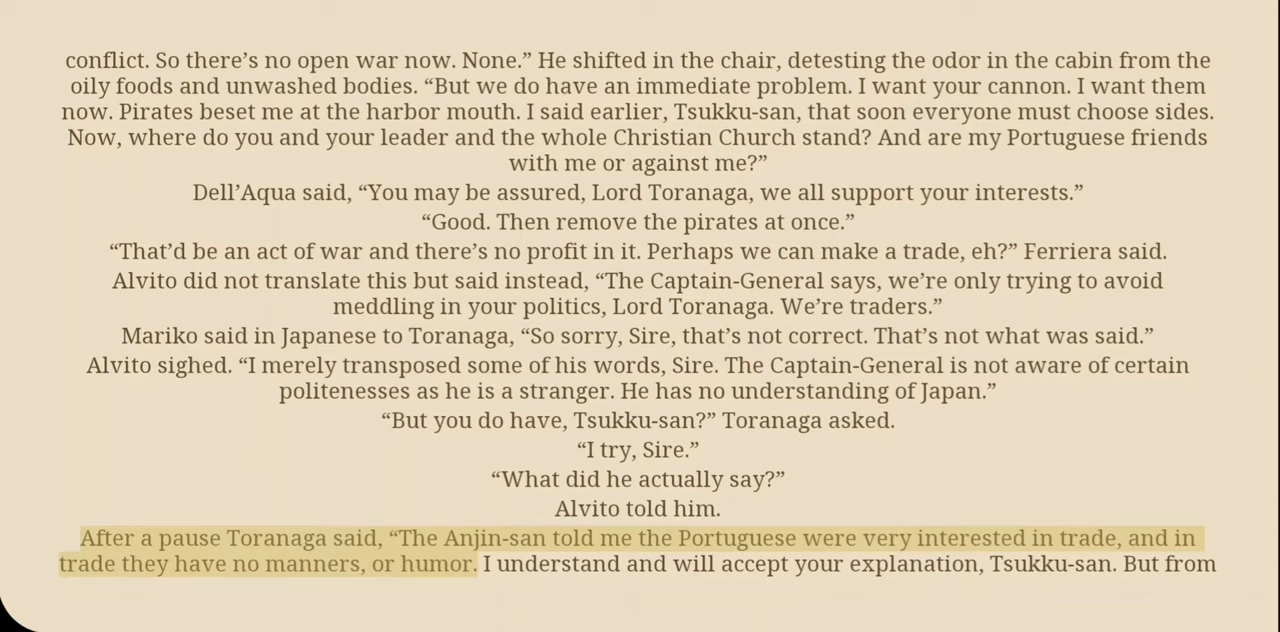 conflict. So there’s no open war now. None.” He shifted in the chair, detesting the odor in the cabin from the
oily foods and unwashed bodies. “But we do have an immediate problem. I want your cannon. I want them
now. Pirates beset me at the harbor mouth. I said earlier, Tsukku-san, that soon everyone must choose sides.
Now, where do you and your leader and the whole Christian Church stand? And are my Portuguese friends
with me or against me?”
Dell’Aqua said, “You may be assured, Lord Toranaga, we all support your interests.”
“Good. Then remove the pirates at once.”
“That’d be an act of war and there’s no profit in it. Perhaps we can make a trade, eh?” Ferriera said.
Alvito did not translate this but said instead, “The Captain-General says, we’re only trying to avoid
meddling in your politics, Lord Toranaga. We’re traders.”
Mariko said in Japanese to Toranaga, “So sorry, Sire, that’s not correct. That’s not what was said.”
Alvito sighed. “I merely transposed some of his words, Sire. The Captain-General is not aware of certain
politenesses as he is a stranger. He has no understanding of Japan.”
“But you do have, Tsukku-san?” Toranaga asked.
“I try, Sire.”
“What did he actually say?”
Alvito told him.
After a pause Toranaga said, “The Anjin-san told me the Portuguese were very interested in trade, and in
trade they have no manners, or humor. I understand and will accept your explanation, Tsukku-san. But from